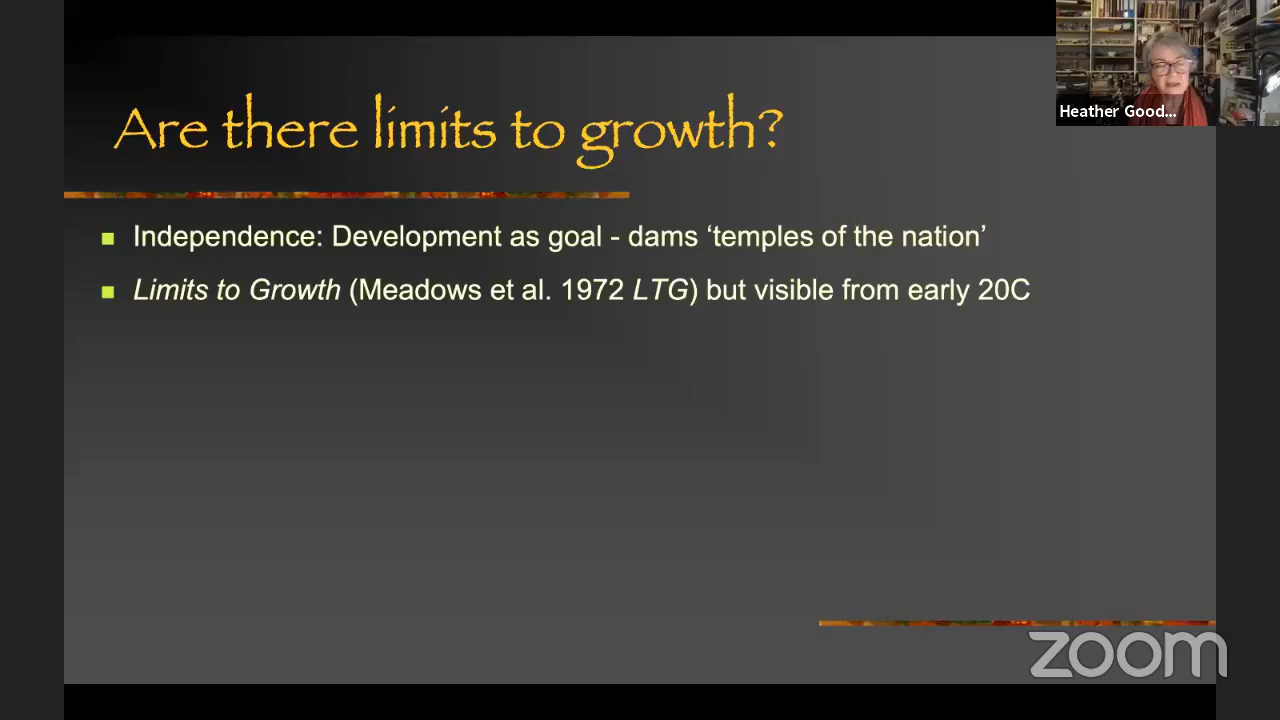 Are there limits to growth?
Heather Good...
Independence: Development as goal - dams ‘temples of the nation’
Limits to Growth (Meadows et al. 1972 LTG) but visible from early 20C
zoom